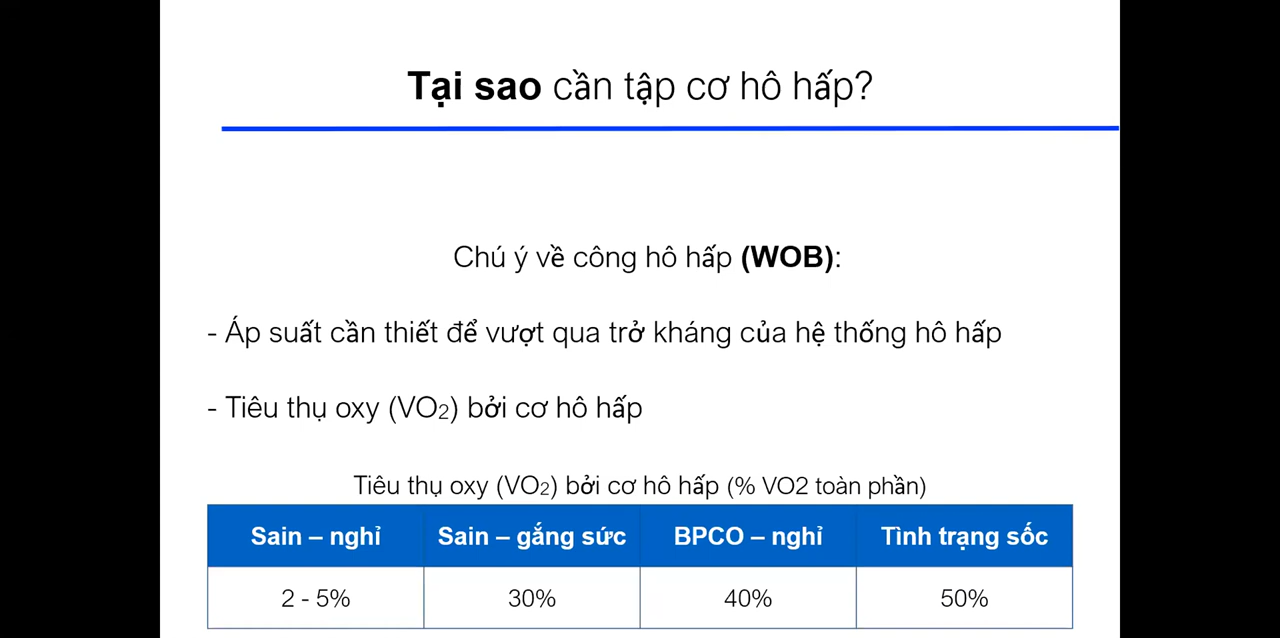 Tại sao cần tập cơ hô hấp?
Chú ý về công hô hấp (WOB):
- Áp suất cần thiết để vượt qua trở kháng của hệ thống hô hấp
- Tiêu thụ oxy (VO2) bởi cơ hô hấp
Tiêu thụ oxy (VO2) bởi cơ hô hấp (% VO2 toàn phần)
Sain – nghỉ Sain – gắng sức BPCO – nghỉ Tình trạng sốc
2 - 5% 30% 40% 50%